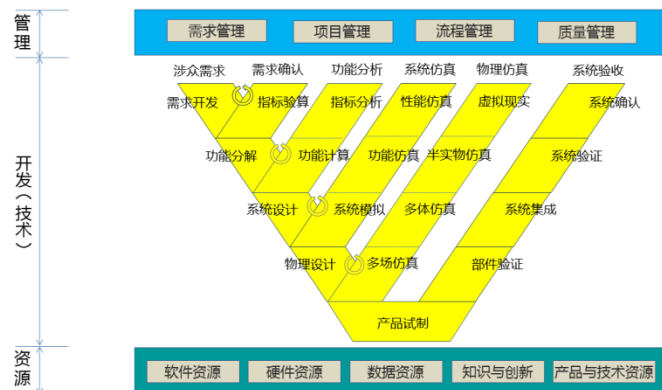 管理
需求管理
项目管理
流程管理
质量管理
涉众需求
需求确认
功能分析
系统仿真
物理仿真
系统验收
需求开发
指标验算
指标分析
性能仿真
虚拟现实
系统确认
功能分解
功能计算
功能仿真
半实物仿真
系统验证
开发(技术)
系统设计
系统模拟
多体仿真
系统集成
物理设计
多场仿真
部件验证
产品试制
资源
软件资源
硬件资源
数据资源
知识与创新
产品与技术资源